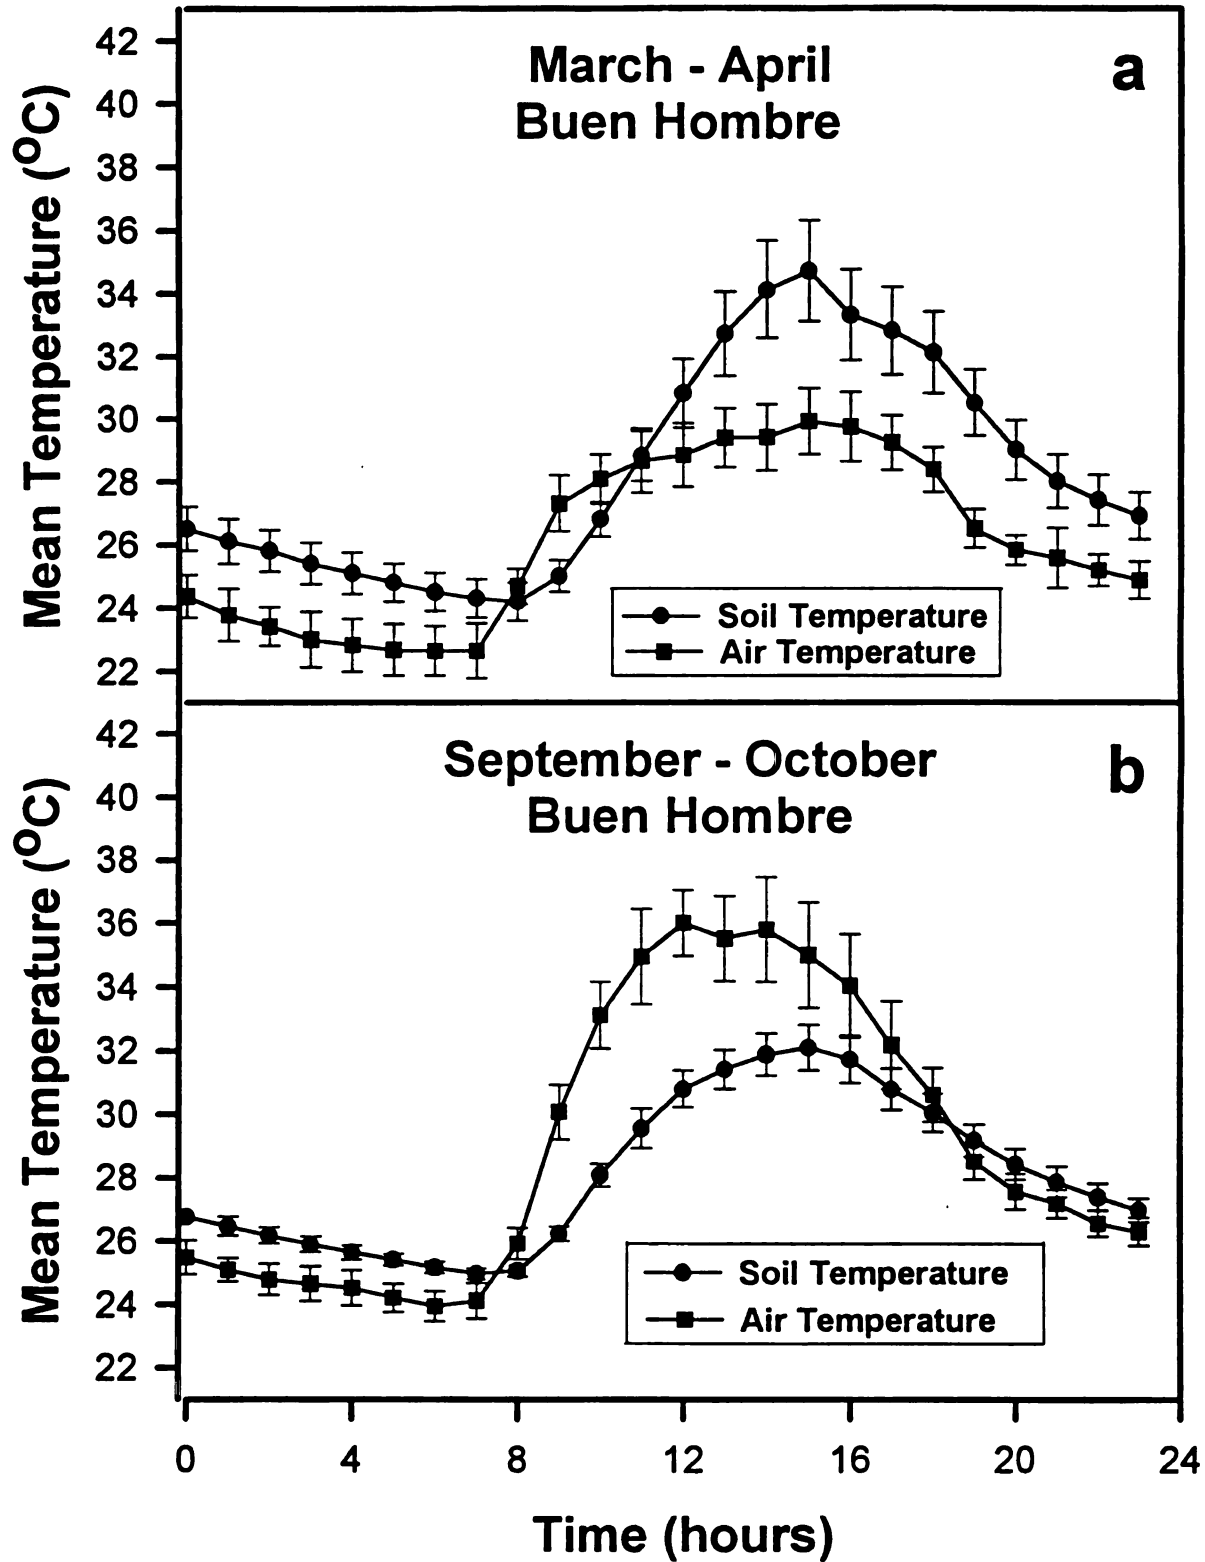 March - April
Buen Hombre
a
Mean Temperature (°C)
42
40
38
36
34
32
30
28
26
24
22
Soil Temperature
Air Temperature
September - October
Buen Hombre
b
Mean Temperature (°C)
42
40
38
36
34
32
30
28
26
24
22
Soil Temperature
Air Temperature
0 4 8 12 16 20 24
Time (hours)